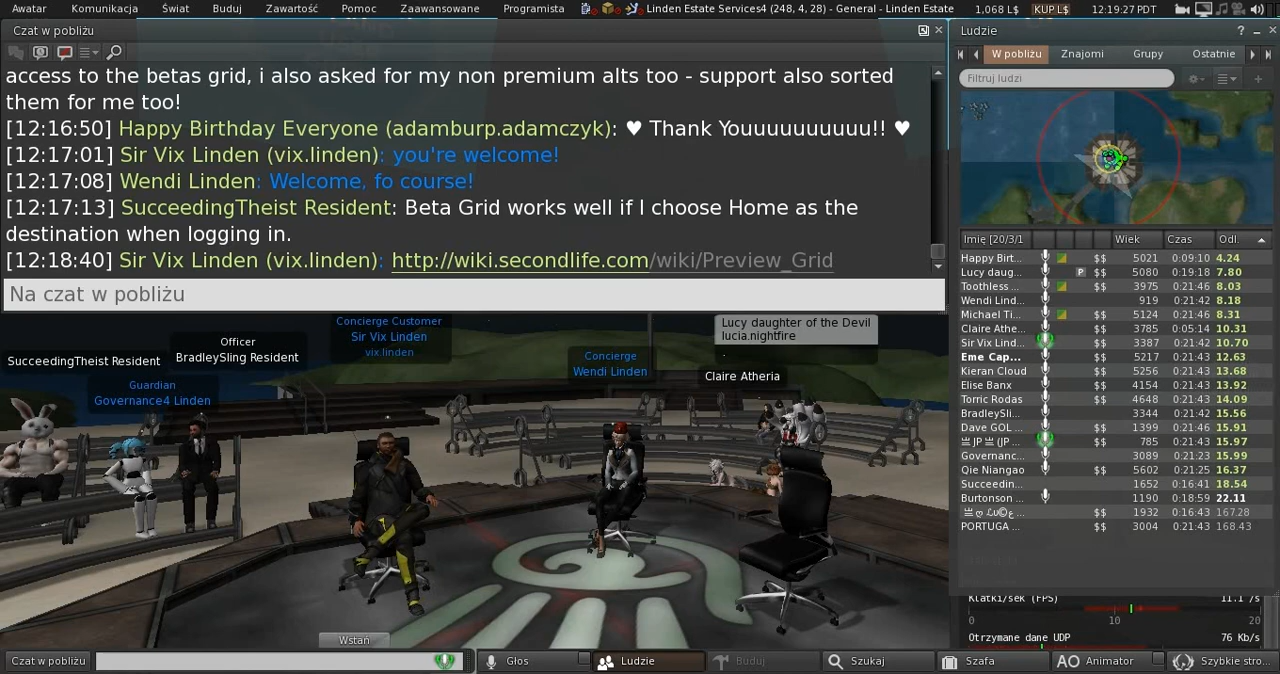 Awatar Komunikacja Świat Buduj Zawartość Pomoc Zaawansowane Programista Linden Estate Services4 (248, 4, 28) - General - Linden Estate 1,068 L$ KUP L$ 12:19:27 PDT
Czat w pobliżu
access to the betas grid, i also asked for my non premium alts too - support also sorted
them for me too!
[12:16:50] Happy Birthday Everyone (adamburp.adamczyk): ♥ Thank Youuuuuuuuuu!! ♥
[12:17:01] Sir Vix Linden (vix.linden): you're welcome!
[12:17:08] Wendi Linden: Welcome, fo course!
[12:17:13] SucceedingTheist Resident: Beta Grid works well if I choose Home as the
destination when logging in.
[12:18:40] Sir Vix Linden (vix.linden): http://wiki.secondlife.com/wiki/Preview_Grid
Na czat w pobliżu
Concierge Customer
Sir Vix Linden
vix.linden
Lucy daughter of the Devil
lucia.nightfire
Officer
BradleySling Resident
SucceedingTheist Resident
Concierge
Wendi Linden
Claire Atheria
Guardian
Governance4 Linden
Wstań
Ludzie
W pobliżu Znajomi Grupy Ostatnie
Filtruj ludzi
Imię [20/3/1 Wiek Czas Odl.
Happy Birt... $$ 5021 0:09:10 4.24
Lucy daug... P $$ 5080 0:19:18 7.80
Toothless ... $$ 3975 0:21:46 8.03
Wendi Lind... 919 0:21:42 8.18
Michael Ti... $$ 5124 0:21:46 8.31
Claire Athe... $$ 3785 0:05:14 10.31
Sir Vix Lind... $$ 3387 0:21:42 10.70
Eme Cap... $$ 5217 0:21:43 12.63
Kieran Cloud $$ 5256 0:21:43 13.68
Elise Banx $$ 4154 0:21:43 13.92
Torric Rodas $$ 4648 0:21:43 14.09
BradleySli... 3344 0:21:42 15.56
Dave GOL ... $$ 1399 0:21:46 15.91
JP (JP ... $$ 785 0:21:43 15.97
Governanc... 3089 0:21:23 15.99
Qie Niangao $$ 5602 0:21:25 16.37
Succeedin... 1652 0:16:41 18.54
Burtonson ... 1190 0:18:59 22.11
$$ 1932 0:16:43 167.28
PORTUGA ... $$ 3004 0:21:43 168.43
Klatki/sek (FPS) 11.1 /s
0 10 20
Otrzymane dane UDP 76 Kb/s
Czat w pobliżu Głos Ludzie Buduj Szukaj Szafa AO Animator Szybkie stro...